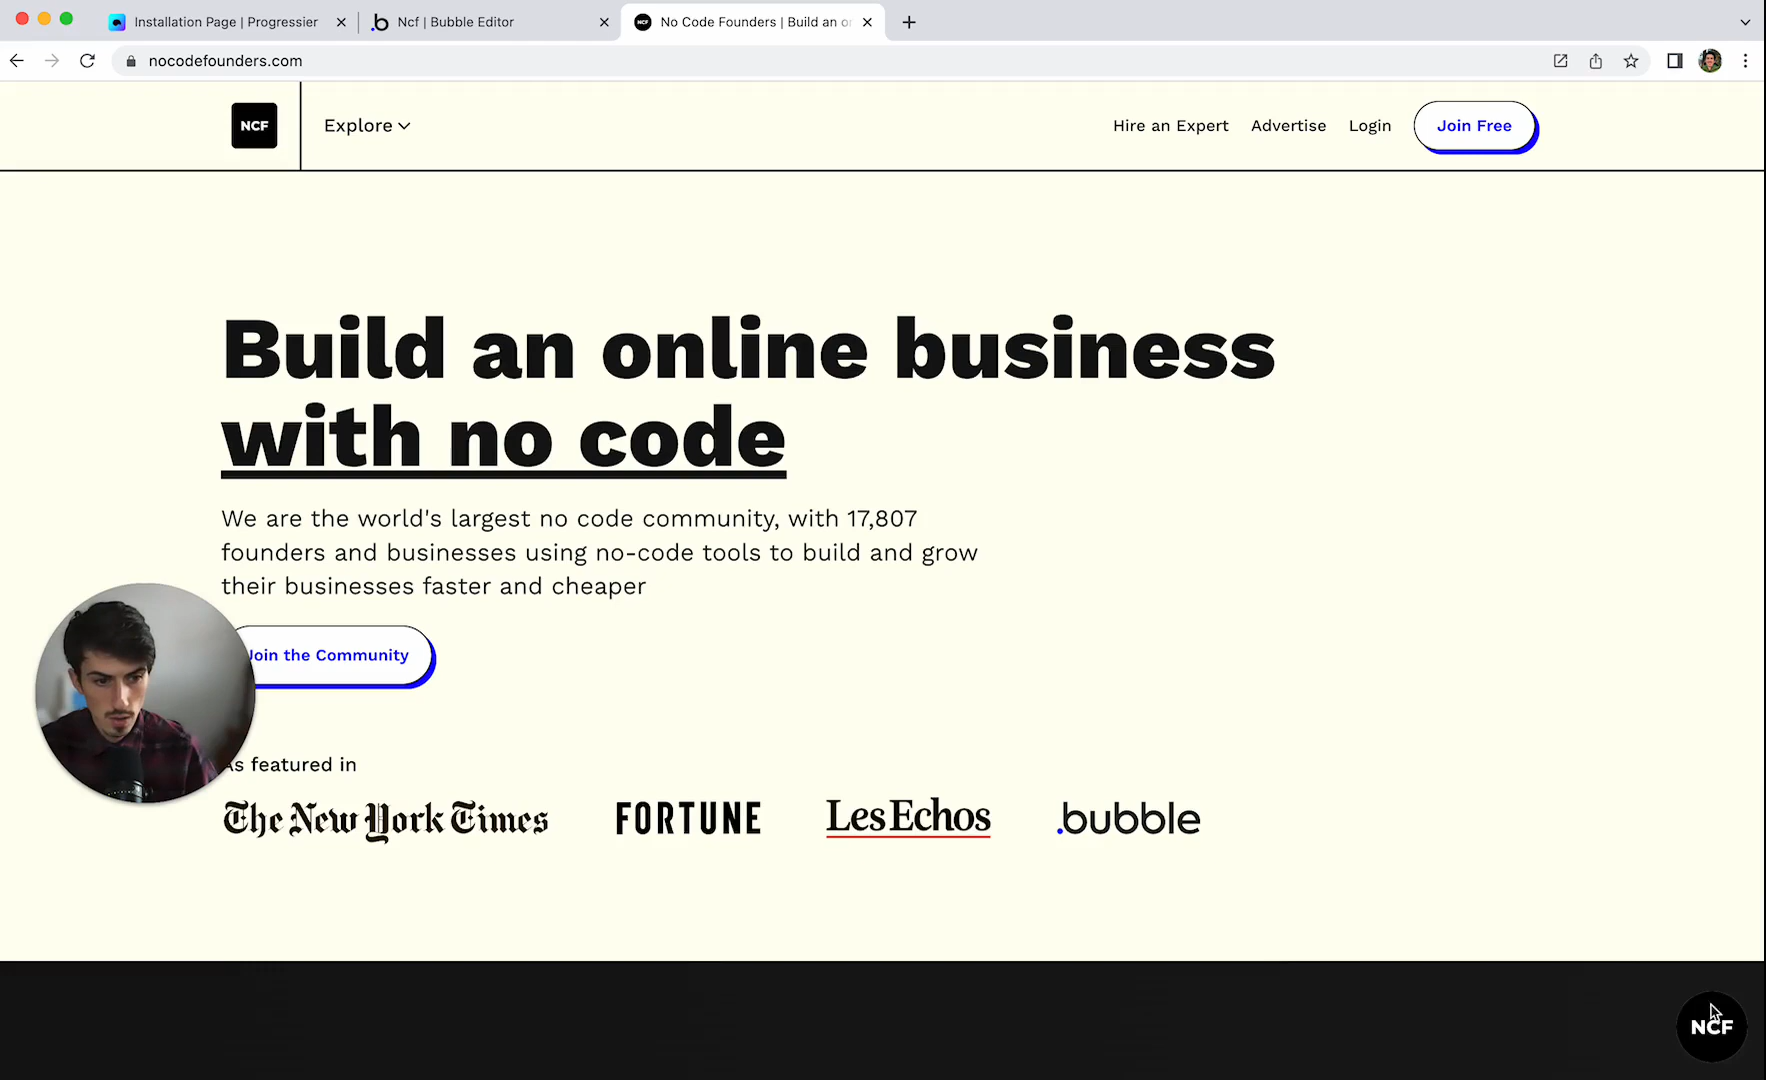 Installation Page | Progressier
Ncf | Bubble Editor
No Code Founders | Build an o
nocodefounders.com
NCF
Explore
Hire an Expert
Advertise
Login
Join Free
Build an online business
with no code
We are the world's largest no code community, with 17,807
founders and businesses using no-code tools to build and grow
their businesses faster and cheaper
Join the Community
As featured in
The New York Times
FORTUNE
Les Echos
.bubble
NCF